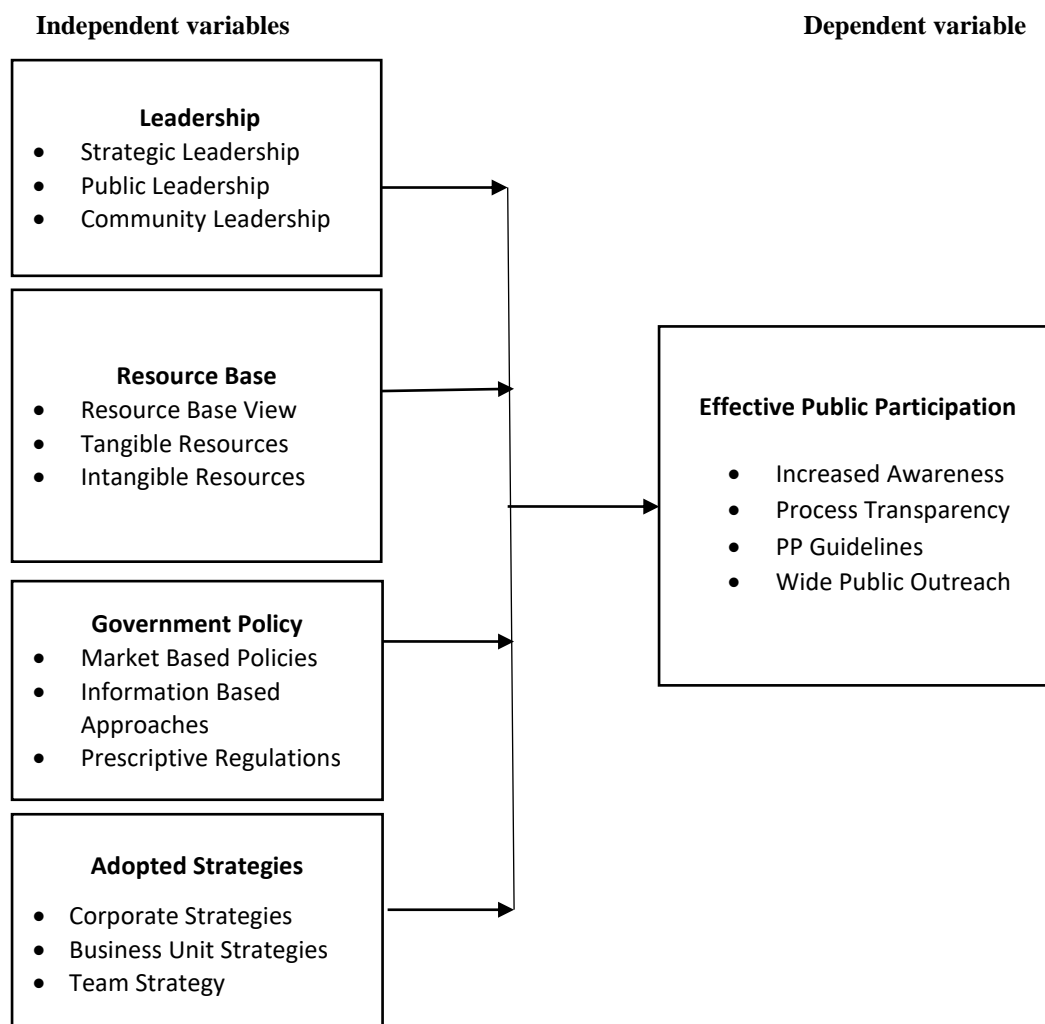 Independent variables
Dependent variable
Leadership
• Strategic Leadership
• Public Leadership
• Community Leadership
Resource Base
• Resource Base View
• Tangible Resources
• Intangible Resources
Government Policy
• Market Based Policies
• Information Based
Approaches
• Prescriptive Regulations
Adopted Strategies
• Corporate Strategies
• Business Unit Strategies
• Team Strategy
Effective Public Participation
• Increased Awareness
• Process Transparency
• PP Guidelines
• Wide Public Outreach